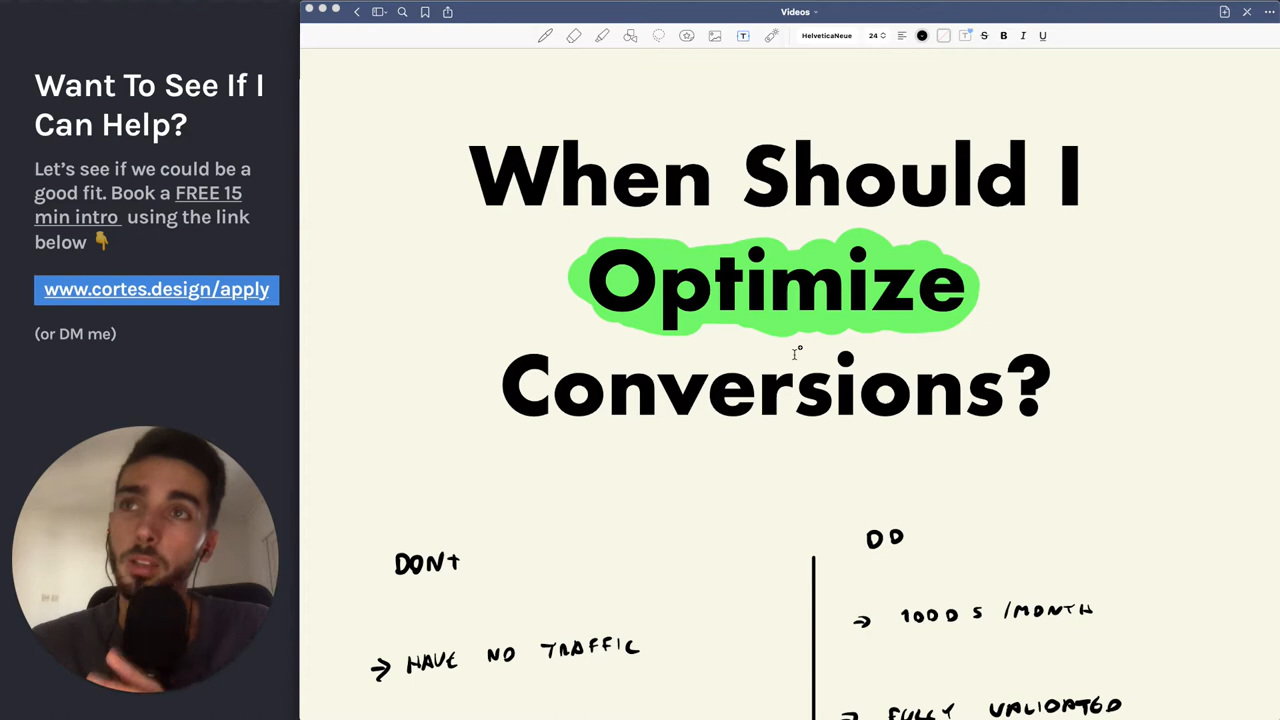 Want To See If I
Can Help?
Let's see if we could be a
good fit. Book a FREE 15
min intro using the link
below 👇
www.cortes.design/apply
(or DM me)
Videos
HelveticaNeue 24 B I U
When Should I
Optimize
Conversions?
DON'T
→ HAVE NO TRAFFIC
DO
→ 1000 S /MONTH
→ FULLY VALIDATED